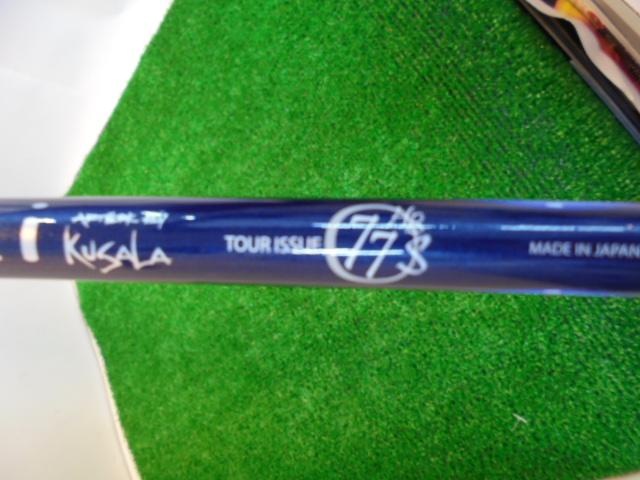 KUSALA
TOUR ISSUE
77
MADE IN JAPAN